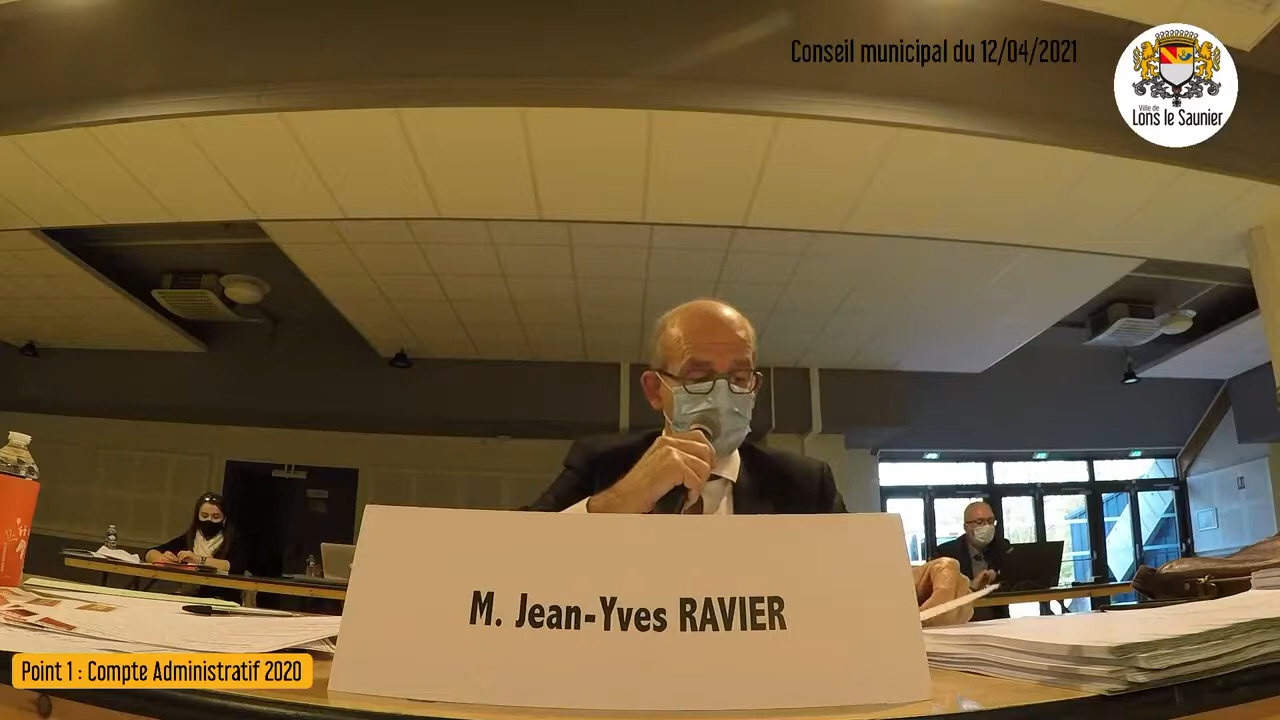 Conseil municipal du 12/04/2021
Ville de
Lons le Saunier
M. Jean-Yves RAVIER
Point 1 : Compte Administratif 2020